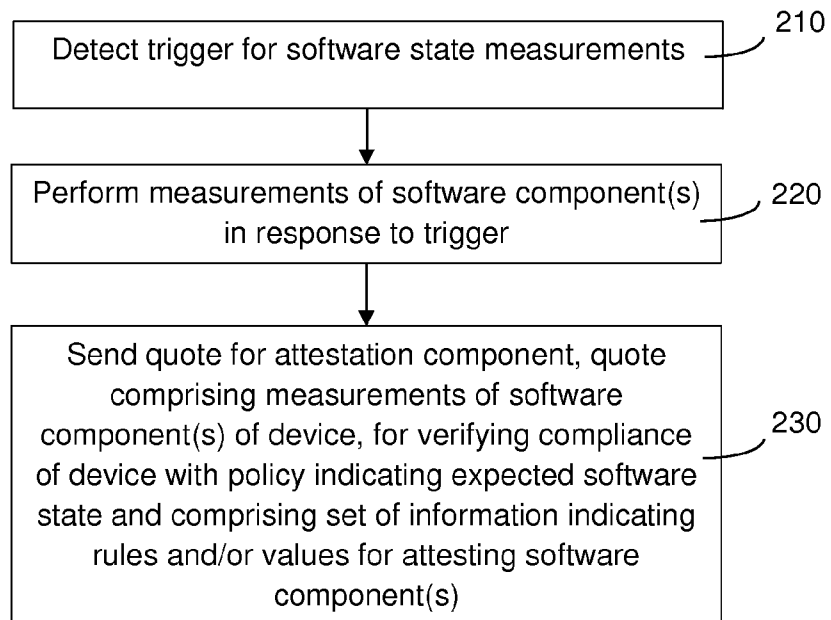 210
Detect trigger for software state measurements
Perform measurements of software component(s)
in response to trigger
220
Send quote for attestation component, quote
comprising measurements of software
component(s) of device, for verifying compliance
of device with policy indicating expected software
state and comprising set of information indicating
rules and/or values for attesting software
component(s)
230